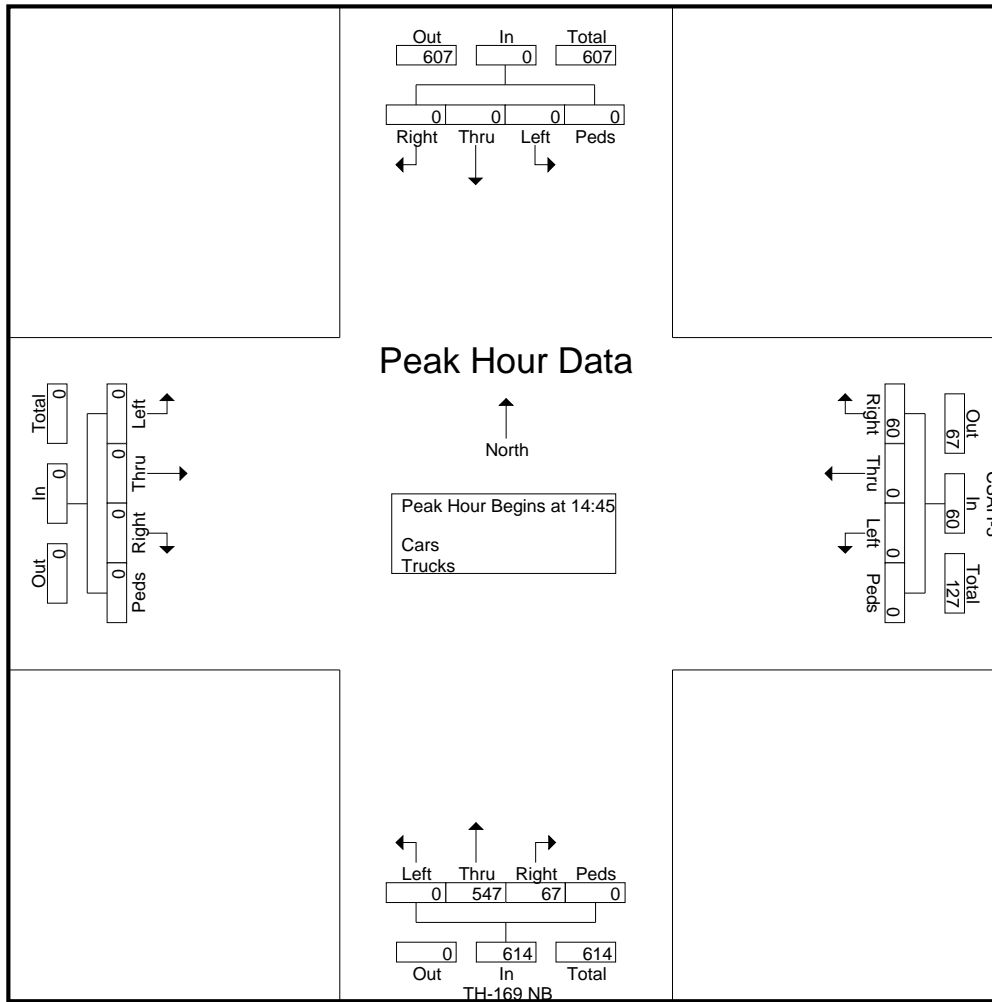 Out In Total
607 0 607
0 0 0 0
Right Thru Left Peds
Peak Hour Data
North
Peak Hour Begins at 14:45
Cars
Trucks
Total In Out
0 0 0
0 0 0 0
Left Thru Right Peds
Out In Total
67 60 127
60 0 0 0
Right Thru Left Peds
Left Thru Right Peds
0 547 67 0
0 614 614
Out In Total
TH-169 NB